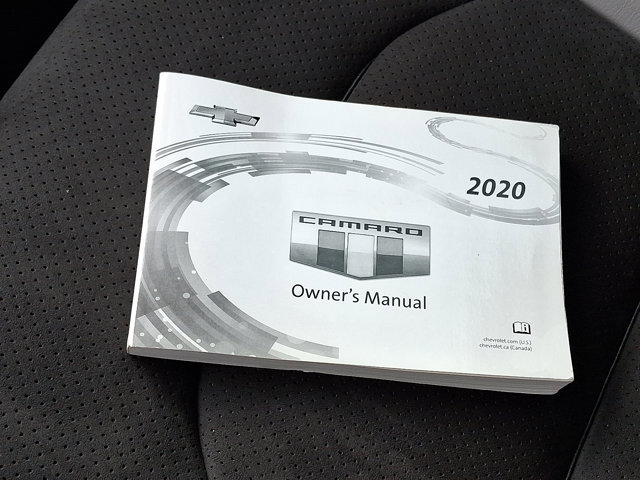 2020
CAMARO
Owner's Manual
chevrolet.com (U.S.)
chevrolet.ca (Canada)